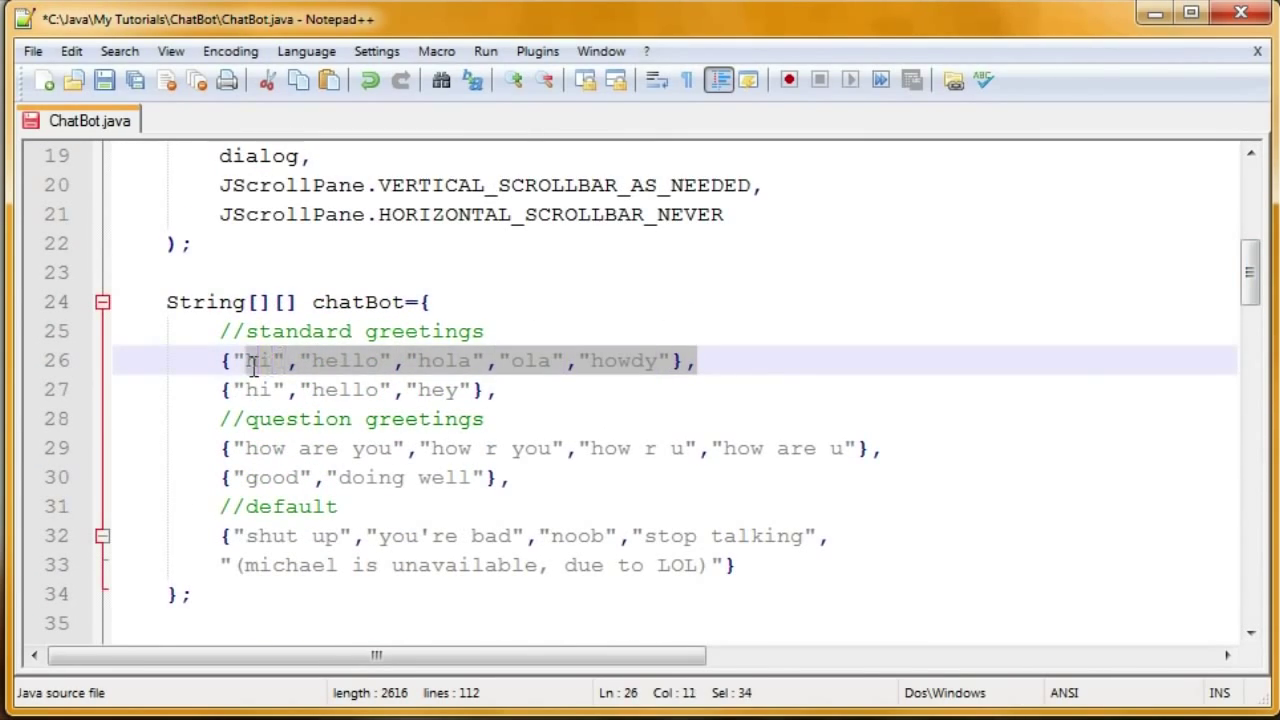 *C:\Java\My Tutorials\ChatBot\ChatBot.java - Notepad++
File Edit Search View Encoding Language Settings Macro Run Plugins Window ? X
ChatBot.java
19 dialog,
20 JScrollPane.VERTICAL_SCROLLBAR_AS_NEEDED,
21 JScrollPane.HORIZONTAL_SCROLLBAR_NEVER
22 );
23
24 String[][] chatBot={
25 //standard greetings
26 {"hi","hello","hola","ola","howdy"},
27 {"hi","hello","hey"},
28 //question greetings
29 {"how are you","how r you","how r u","how are u"},
30 {"good","doing well"},
31 //default
32 {"shut up","you're bad","noob","stop talking",
33 "(michael is unavailable, due to LOL)"}
34 };
35
Java source file length : 2616 lines : 112 Ln : 26 Col : 11 Sel : 34 Dos\Windows ANSI INS